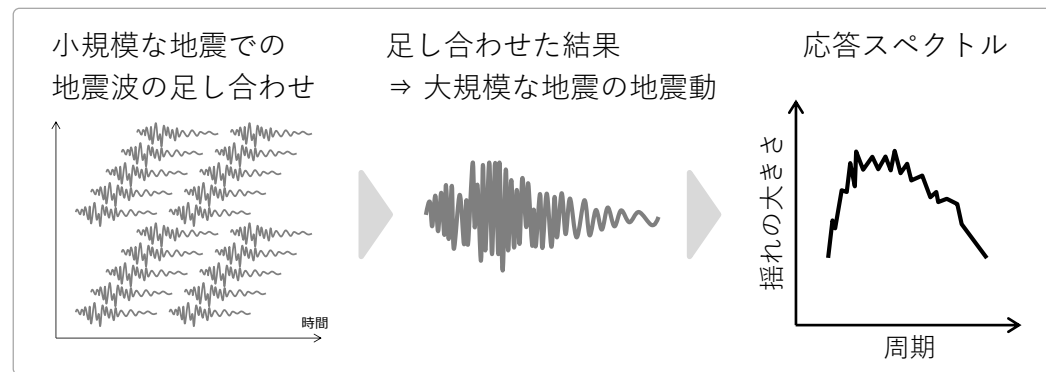 小規模な地震での
地震波の足し合わせ
時間
足し合わせた結果
⇒ 大規模な地震の地震動
応答スペクトル
揺れの大きさ
周期